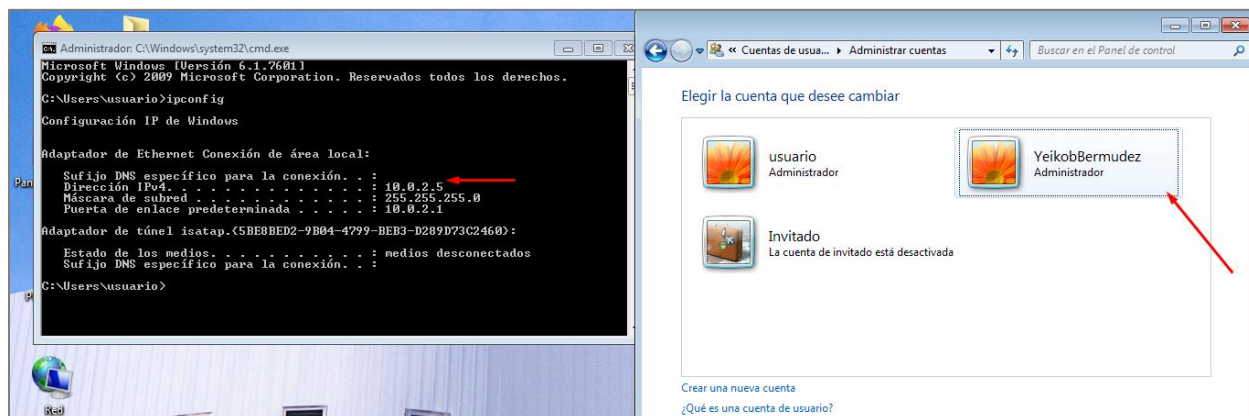 Administrador: C:\Windows\system32\cmd.exe
Microsoft Windows [Versión 6.1.7601]
Copyright (c) 2009 Microsoft Corporation. Reservados todos los derechos.
C:\Users\usuario>ipconfig
Configuración IP de Windows
Adaptador de Ethernet Conexión de área local:
Sufijo DNS específico para la conexión. . :
Dirección IPv4. . . . . . . . . . . . . . : 10.0.2.5
Máscara de subred . . . . . . . . . . . . : 255.255.255.0
Puerta de enlace predeterminada . . . . . : 10.0.2.1
Adaptador de túnel isatap.{5BE8BED2-9B04-4799-BEB3-D289D73C2460}:
Estado de los medios. . . . . . . . . . . : medios desconectados
Sufijo DNS específico para la conexión. . :
C:\Users\usuario>
Pan
Red
« Cuentas de usua... ▸ Administrar cuentas
Buscar en el Panel de control
Elegir la cuenta que desee cambiar
usuario
Administrador
YeikobBermudez
Administrador
Invitado
La cuenta de invitado está desactivada
Crear una nueva cuenta
¿Qué es una cuenta de usuario?